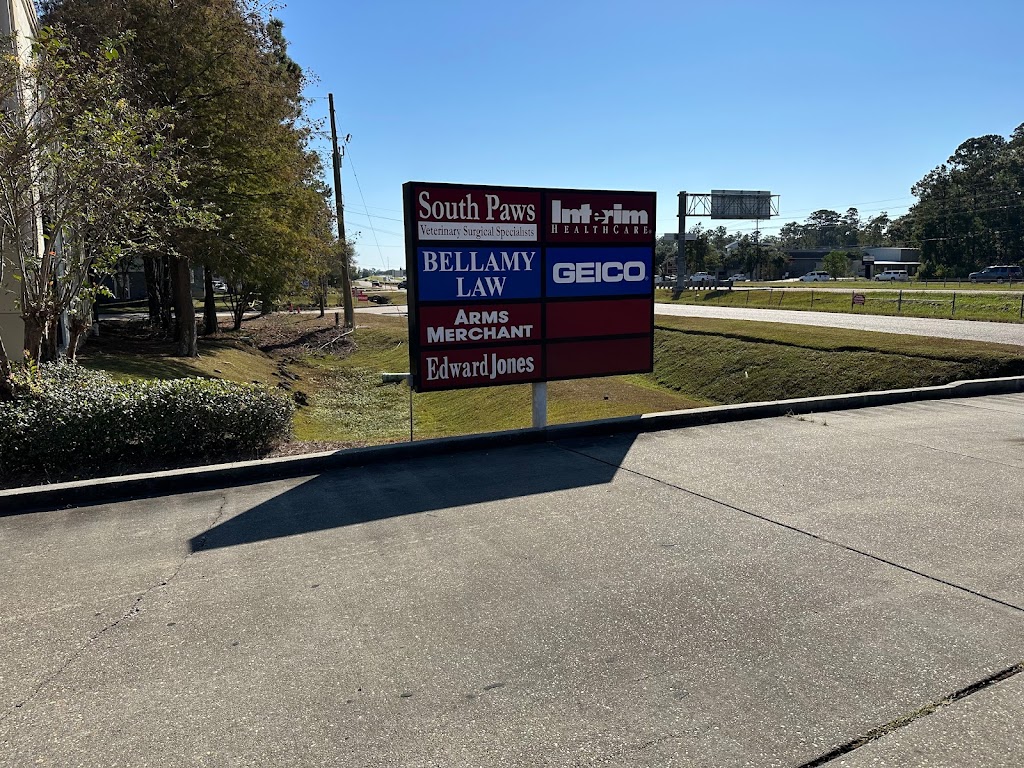 South Paws
Veterinary Surgical Specialists
Interim
HEALTHCARE
BELLAMY
LAW
GEICO
ARMS
MERCHANT
Edward Jones